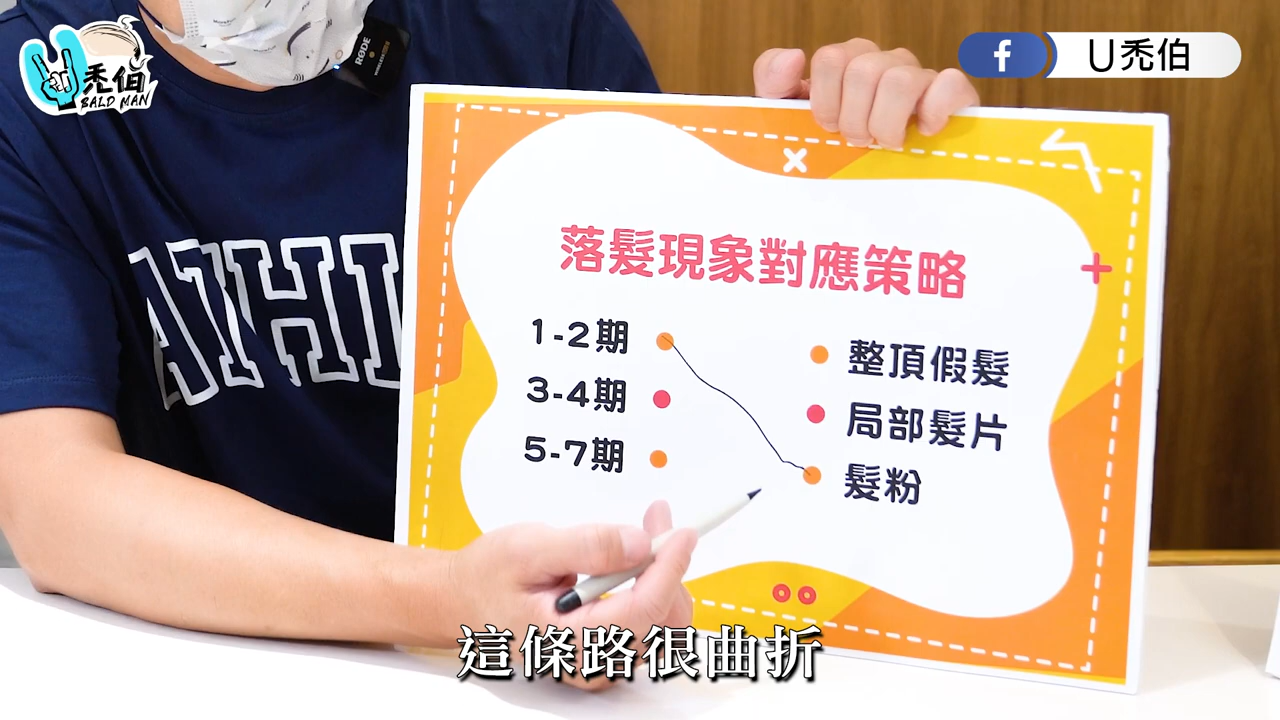 U禿伯
BALD MAN
RØDE
U禿伯
ATHL
落髮現象對應策略
1-2期
3-4期
5-7期
整頂假髮
局部髮片
髮粉
這條路很曲折